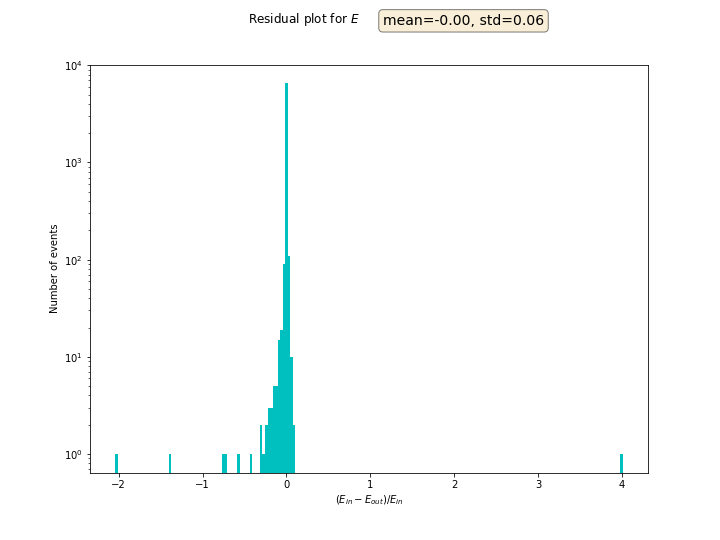 Residual plot for E mean=-0.00, std=0.06
10⁴
10³
10²
10¹
10⁰
Number of events
−2 −1 0 1 2 3 4
(E_in − E_out)/E_in